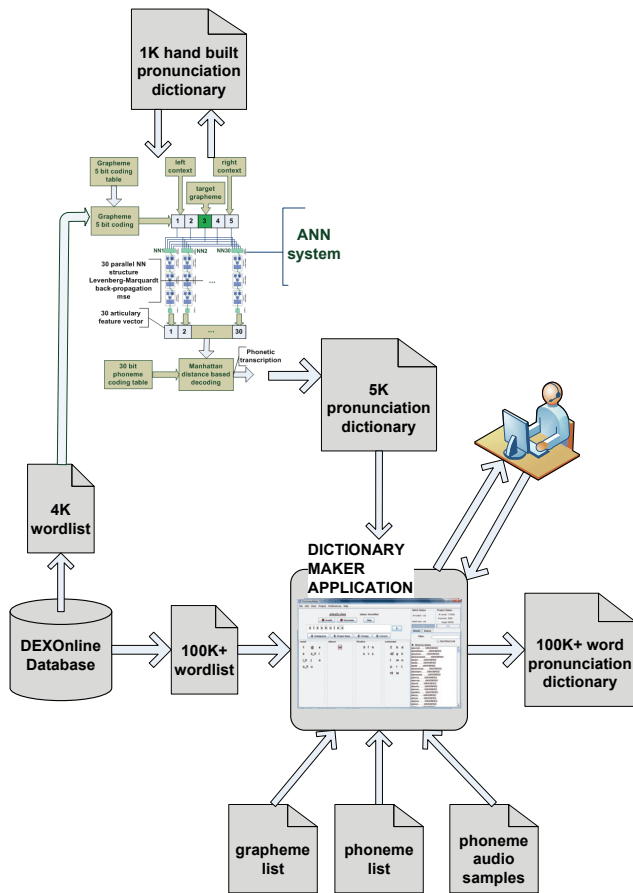 1K hand built
pronunciation
dictionary
Grapheme
5 bit coding
table
left
context
right
context
target
grapheme
Grapheme
5 bit coding
1 2 3 4 5
ANN
system
NN1 NN2 NN30
30 parallel NN
structure
Levenberg-Marquardt
back-propagation
mse
...
30 articulary
feature vector
1 2 ... 30
Phonetic
transcription
30 bit
phoneme
coding table
Manhattan
distance based
decoding
5K
pronunciation
dictionary
4K
wordlist
DICTIONARY
MAKER
APPLICATION
DEXOnline
Database
100K+
wordlist
100K+ word
pronunciation
dictionary
grapheme
list
phoneme
list
phoneme
audio
samples